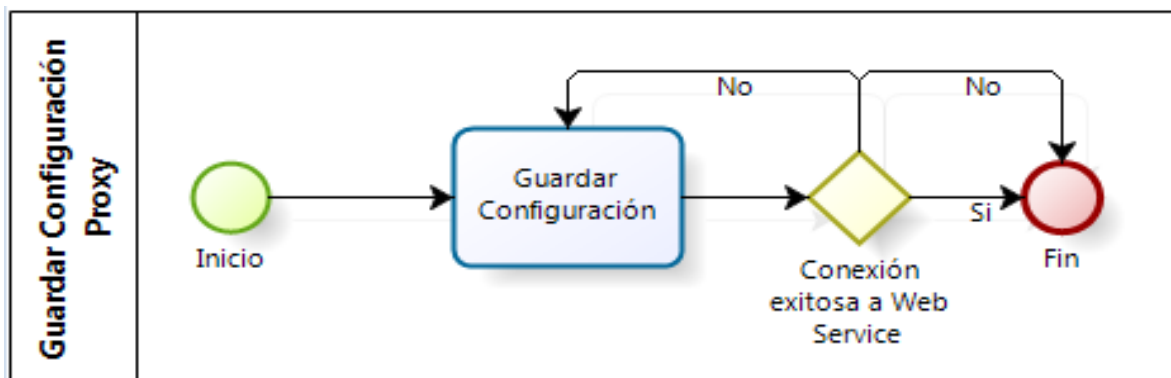 Guardar Configuración
Proxy
Inicio
Guardar
Configuración
No
No
Si
Conexión
exitosa a Web
Service
Fin